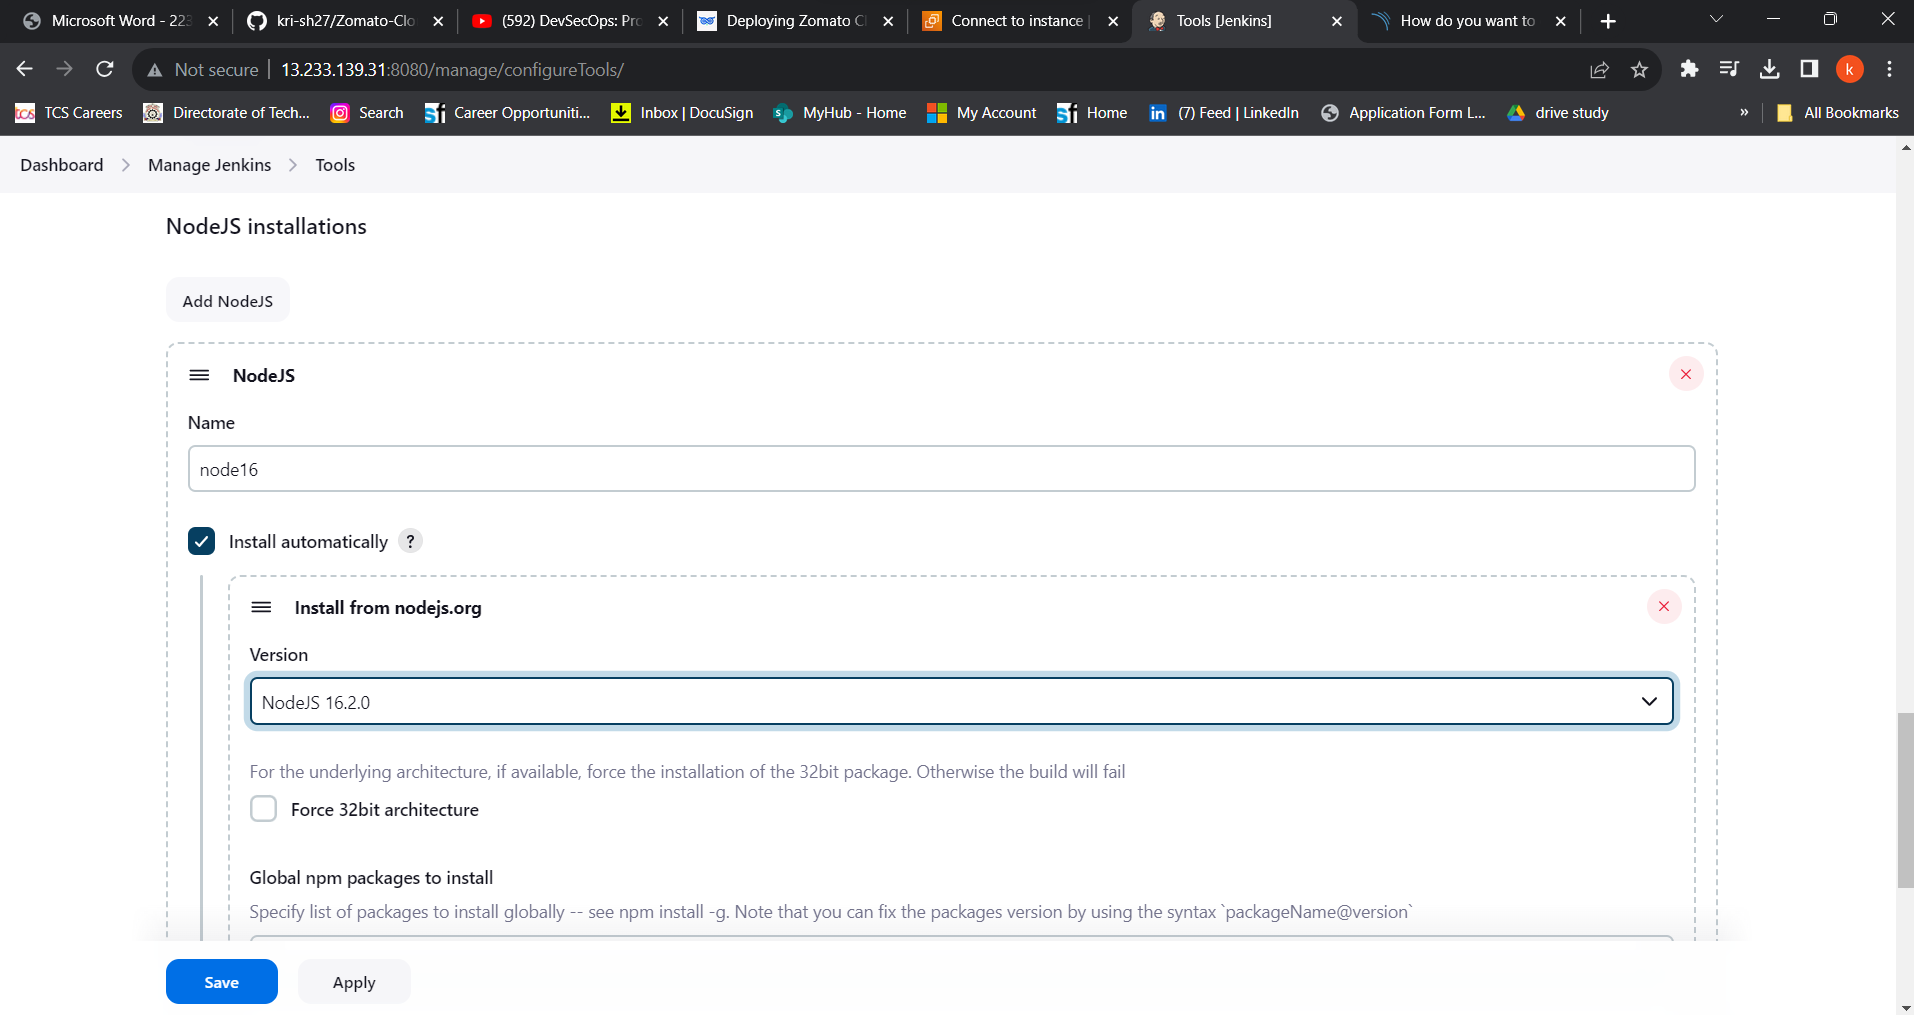 Microsoft Word - 223
kri-sh27/Zomato-Clo
(592) DevSecOps: Pro
Deploying Zomato Cl
Connect to instance |
Tools [Jenkins]
How do you want to
Not secure
13.233.139.31:8080/manage/configureTools/
k
tcs
TCS Careers
Directorate of Tech...
Search
Career Opportuniti...
Inbox | DocuSign
MyHub - Home
My Account
Home
(7) Feed | LinkedIn
Application Form L...
drive study
»
All Bookmarks
Dashboard
Manage Jenkins
Tools
NodeJS installations
Add NodeJS
NodeJS
Name
node16
Install automatically
?
Install from nodejs.org
Version
NodeJS 16.2.0
For the underlying architecture, if available, force the installation of the 32bit package. Otherwise the build will fail
Force 32bit architecture
Global npm packages to install
Specify list of packages to install globally -- see npm install -g. Note that you can fix the packages version by using the syntax `packageName@version`
Save
Apply